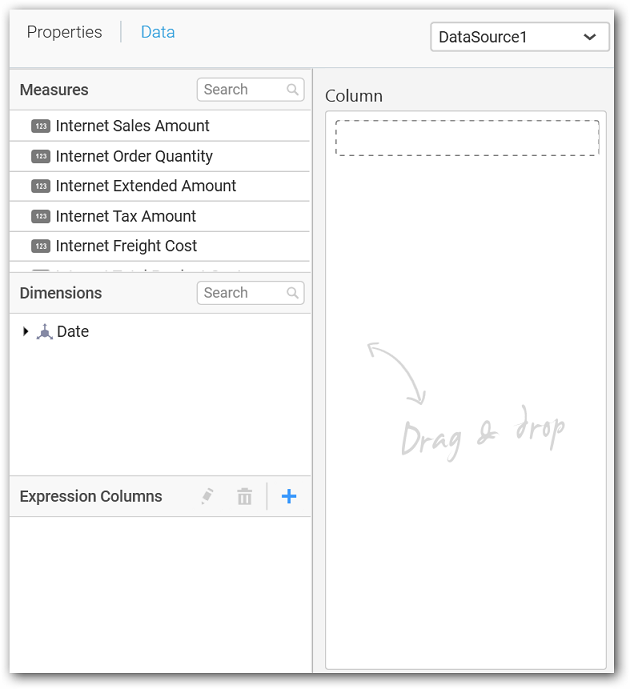 Properties | Data
DataSource1
Measures
Search
123 Internet Sales Amount
123 Internet Order Quantity
123 Internet Extended Amount
123 Internet Tax Amount
123 Internet Freight Cost
Dimensions
Search
Date
Expression Columns
Column
Drag & drop